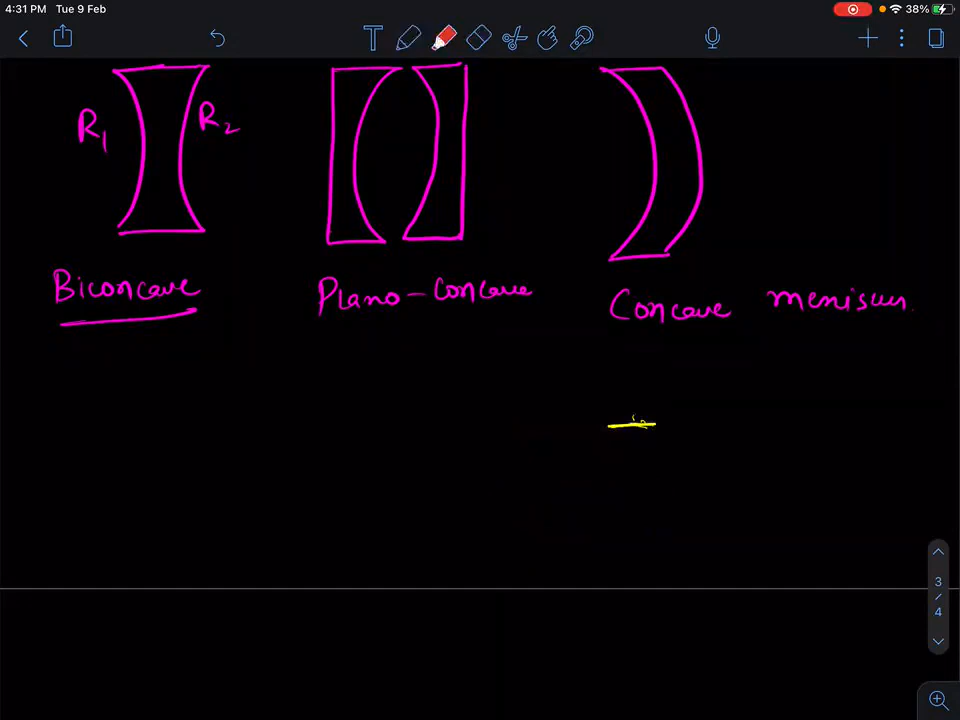 4:31 PM Tue 9 Feb 38%
T
R1 R2
Biconcave Plano-concave Concave meniscus.
3
/
4